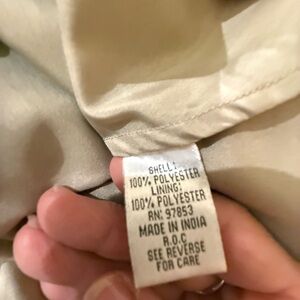 SHELL:
100% POLYESTER
LINING:
100% POLYESTER
RN: 97853
MADE IN INDIA
R.O.C
SEE REVERSE
FOR CARE